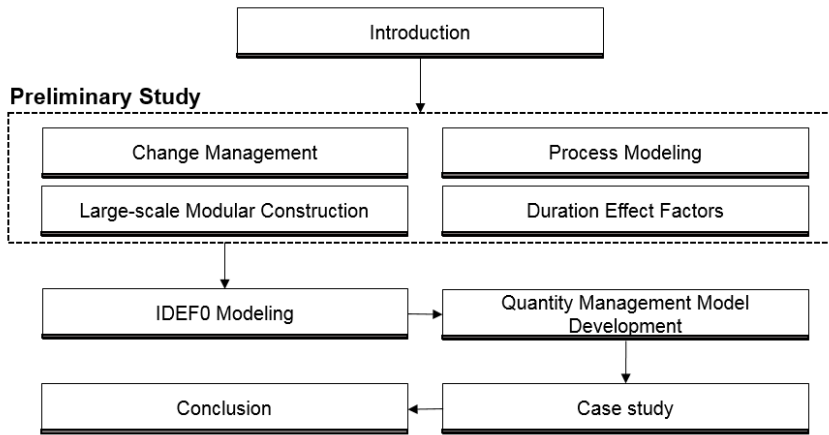 Introduction
Preliminary Study
Change Management
Process Modeling
Large-scale Modular Construction
Duration Effect Factors
IDEF0 Modeling
Quantity Management Model
Development
Case study
Conclusion